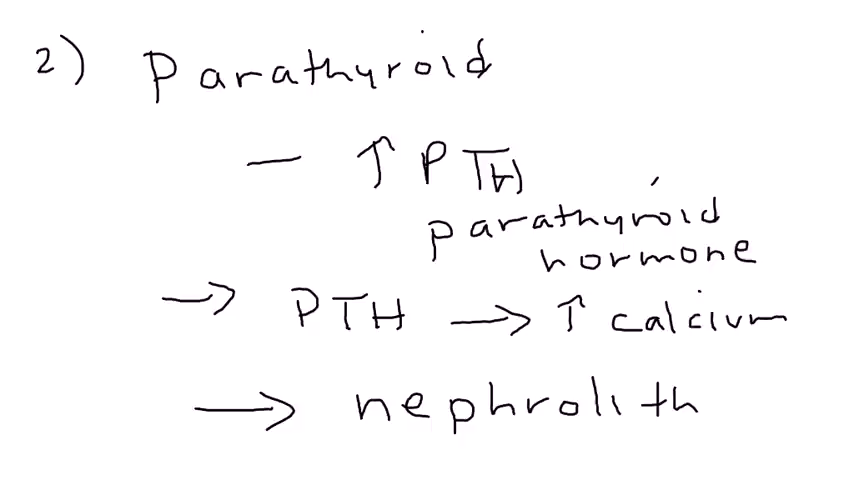 2) Parathyroid
— ↑ PTH
parathyroid
hormone
→ PTH → ↑ calcium
→ nephrolith